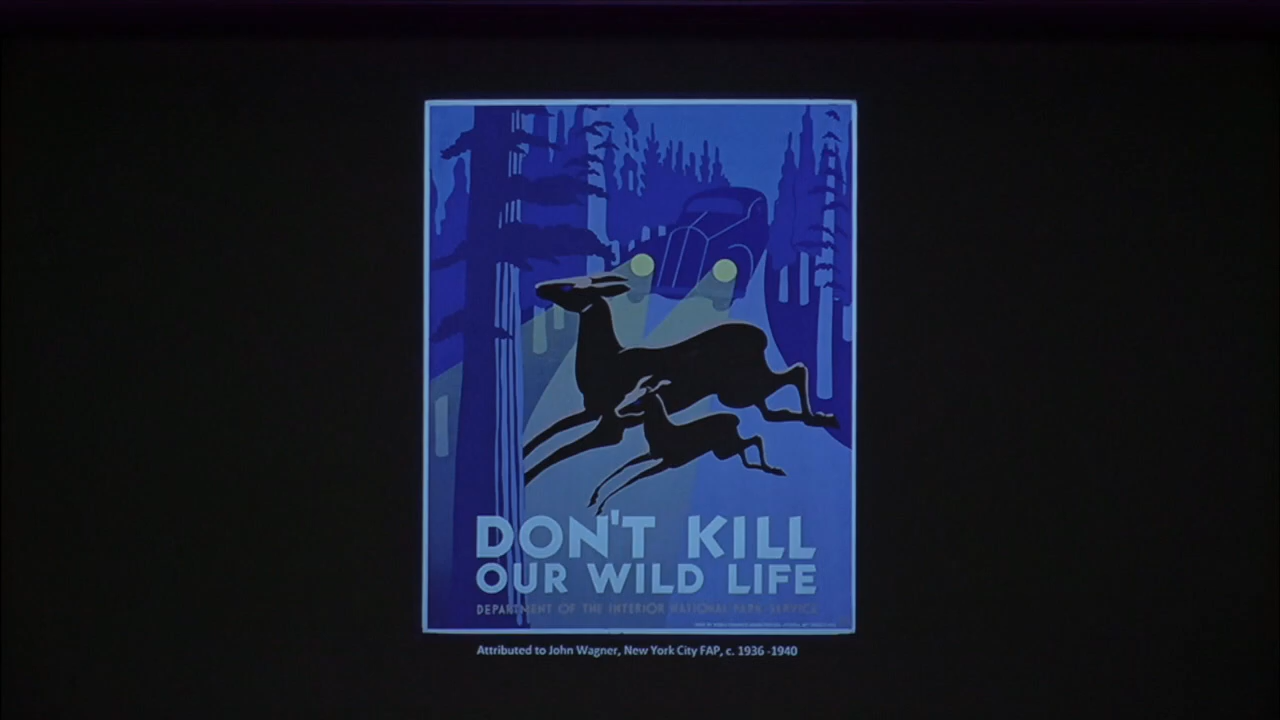 DON'T KILL
OUR WILD LIFE
DEPARTMENT OF THE INTERIOR NATIONAL PARK SERVICE
Attributed to John Wagner, New York City FAP, c. 1936 -1940